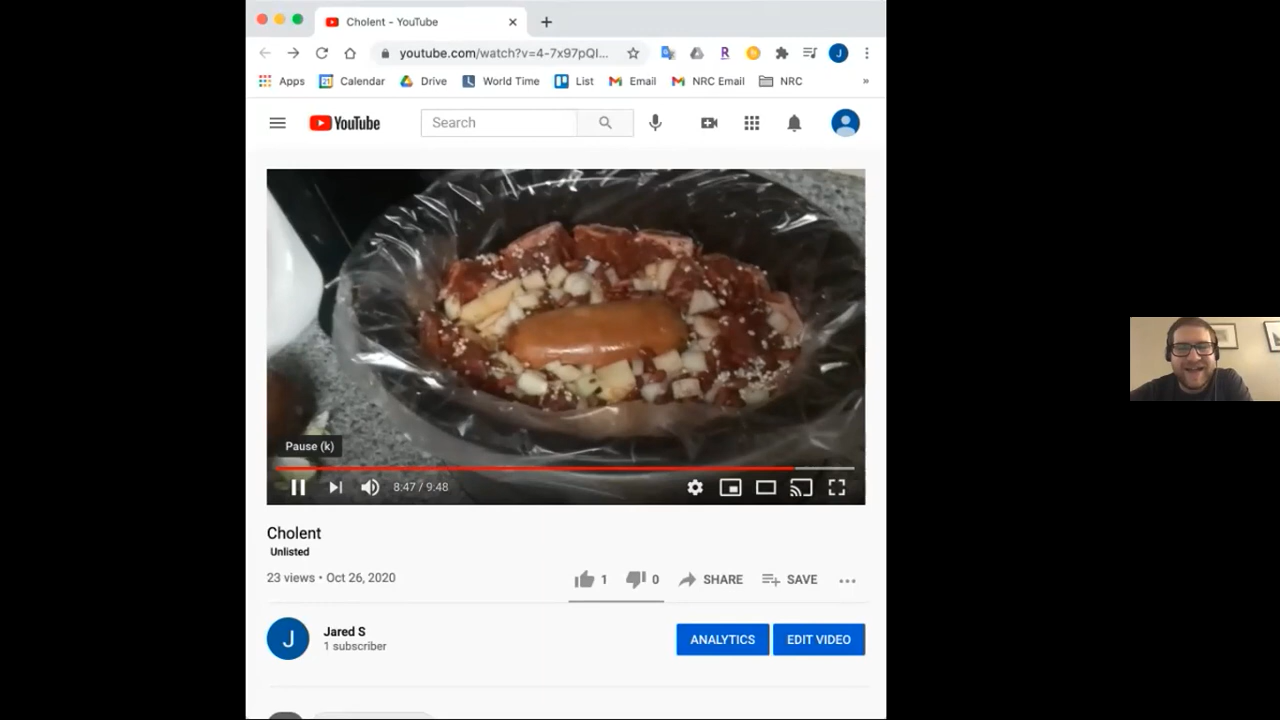 Cholent - YouTube
youtube.com/watch?v=4-7x97pQI...
R
J
Apps
21
Calendar
Drive
World Time
List
Email
NRC Email
NRC
»
YouTube
Search
Pause (k)
8:47 / 9:48
Cholent
Unlisted
23 views • Oct 26, 2020
1
0
SHARE
SAVE
J
Jared S
1 subscriber
ANALYTICS
EDIT VIDEO